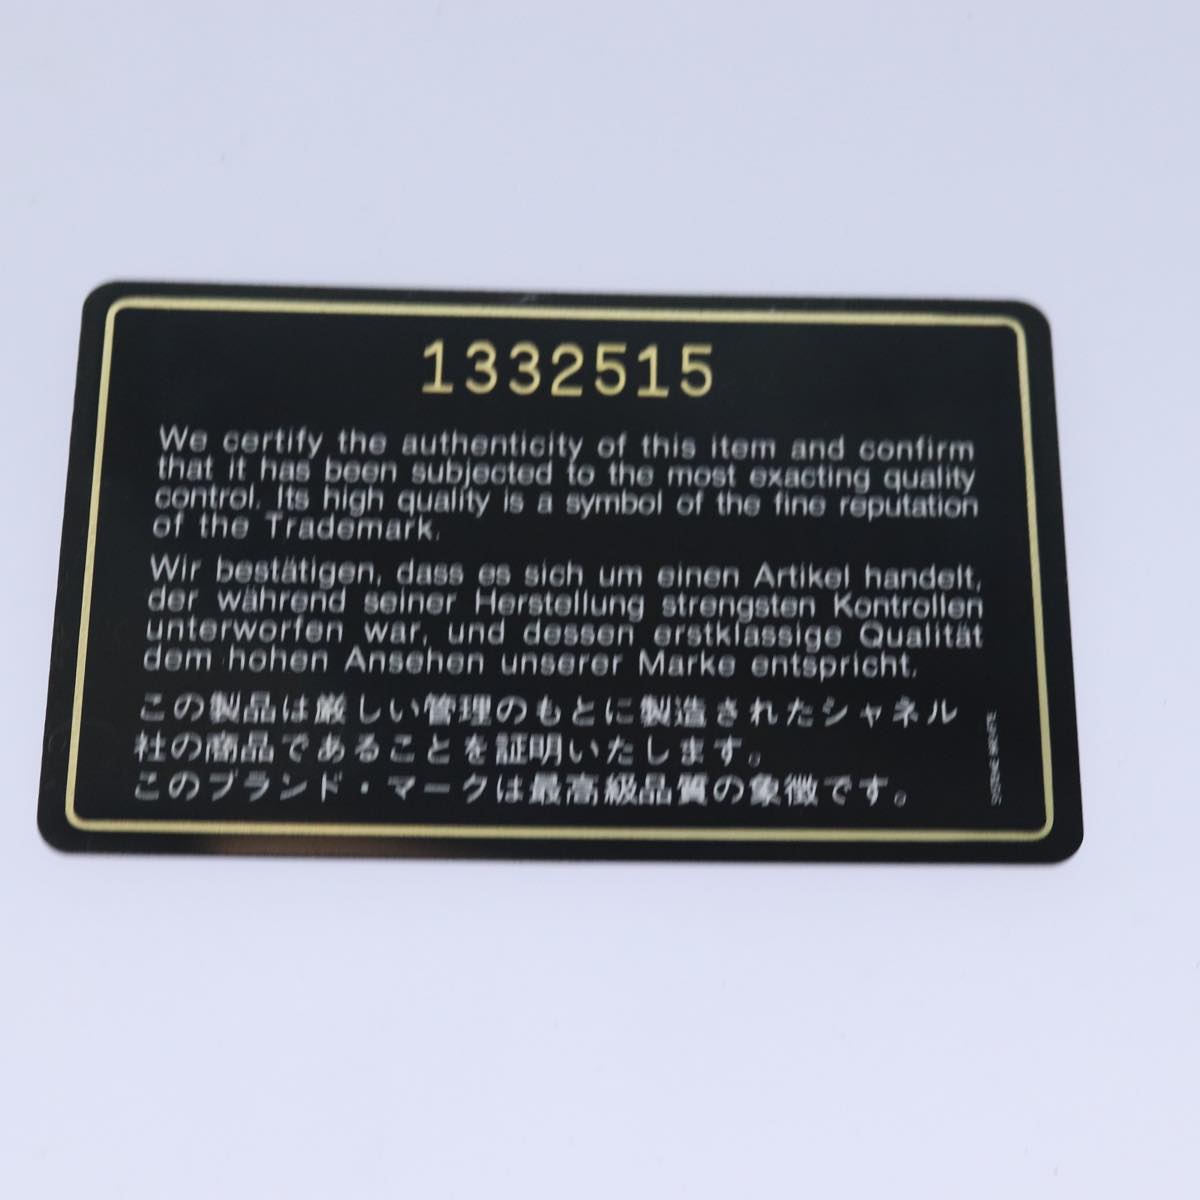 1332515
We certify the authenticity of this item and confirm
that it has been subjected to the most exacting quality
control. Its high quality is a symbol of the fine reputation
of the Trademark.
Wir bestätigen, dass es sich um einen Artikel handelt,
der während seiner Herstellung strengsten Kontrollen
unterworfen war, und dessen erstklassige Qualität
dem hohen Ansehen unserer Marke entspricht.
この製品は厳しい管理のもとに製造されたシャネル
社の商品であることを証明いたします。
このブランド・マークは最高級品質の象徴です。